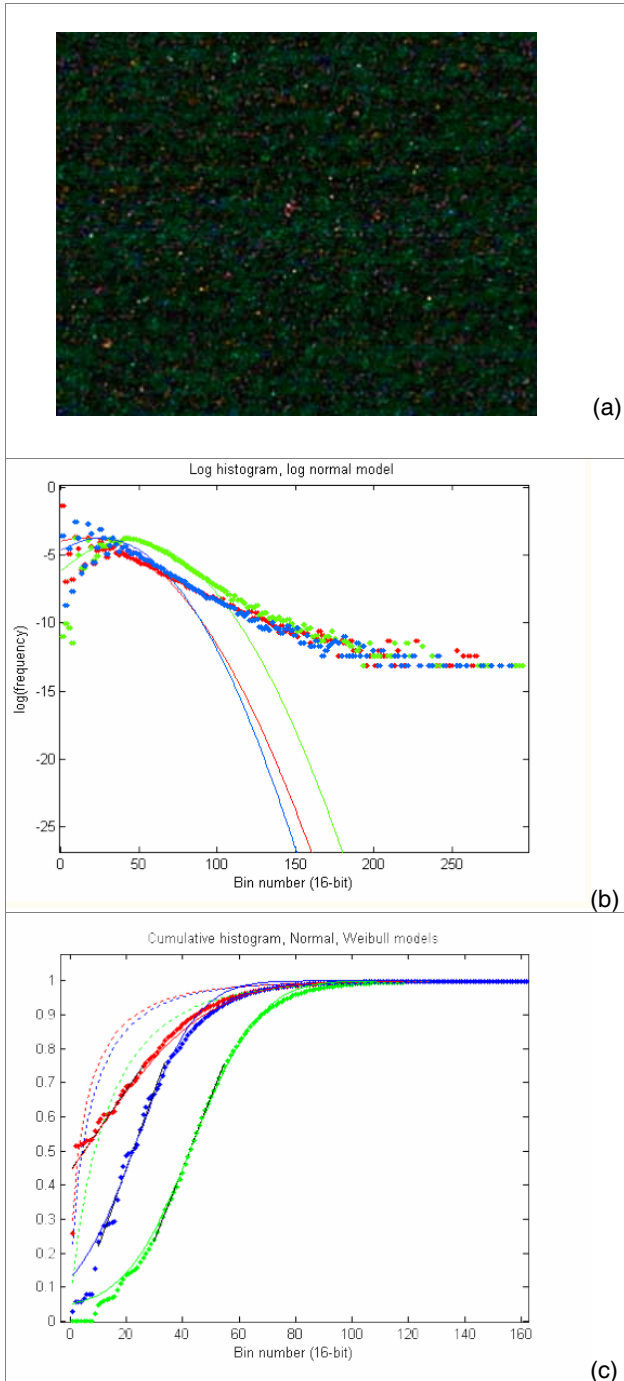 (a)
Log histogram, log normal model
0
-5
-10
-15
-20
-25
log(frequency)
0 50 100 150 200 250
Bin number (16-bit)
(b)
Cumulative histogram, Normal, Weibull models
1
0.9
0.8
0.7
0.6
0.5
0.4
0.3
0.2
0.1
0
0 20 40 60 80 100 120 140 160
Bin number (16-bit)
(c)